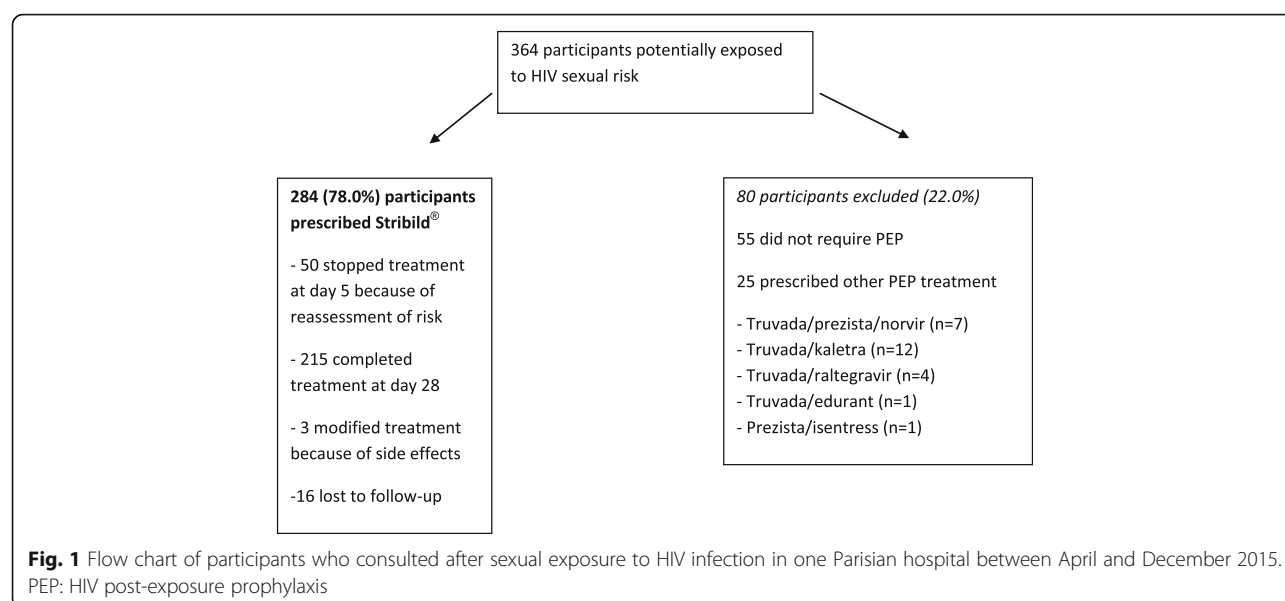 364 participants potentially exposed
to HIV sexual risk
284 (78.0%) participants
prescribed Stribild®
- 50 stopped treatment
at day 5 because of
reassessment of risk
- 215 completed
treatment at day 28
- 3 modified treatment
because of side effects
-16 lost to follow-up
80 participants excluded (22.0%)
55 did not require PEP
25 prescribed other PEP treatment
- Truvada/prezista/norvir (n=7)
- Truvada/kaletra (n=12)
- Truvada/raltegravir (n=4)
- Truvada/edurant (n=1)
- Prezista/isentress (n=1)
Fig. 1 Flow chart of participants who consulted after sexual exposure to HIV infection in one Parisian hospital between April and December 2015.
PEP: HIV post-exposure prophylaxis